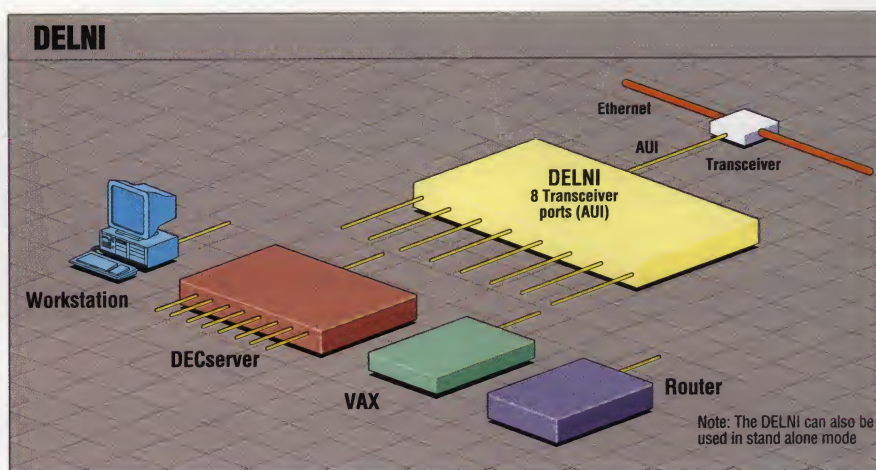 DELNI
Ethernet
AUI
Transceiver
DELNI
8 Transceiver
ports (AUI)
Workstation
DECserver
VAX
Router
Note: The DELNI can also be
used in stand alone mode